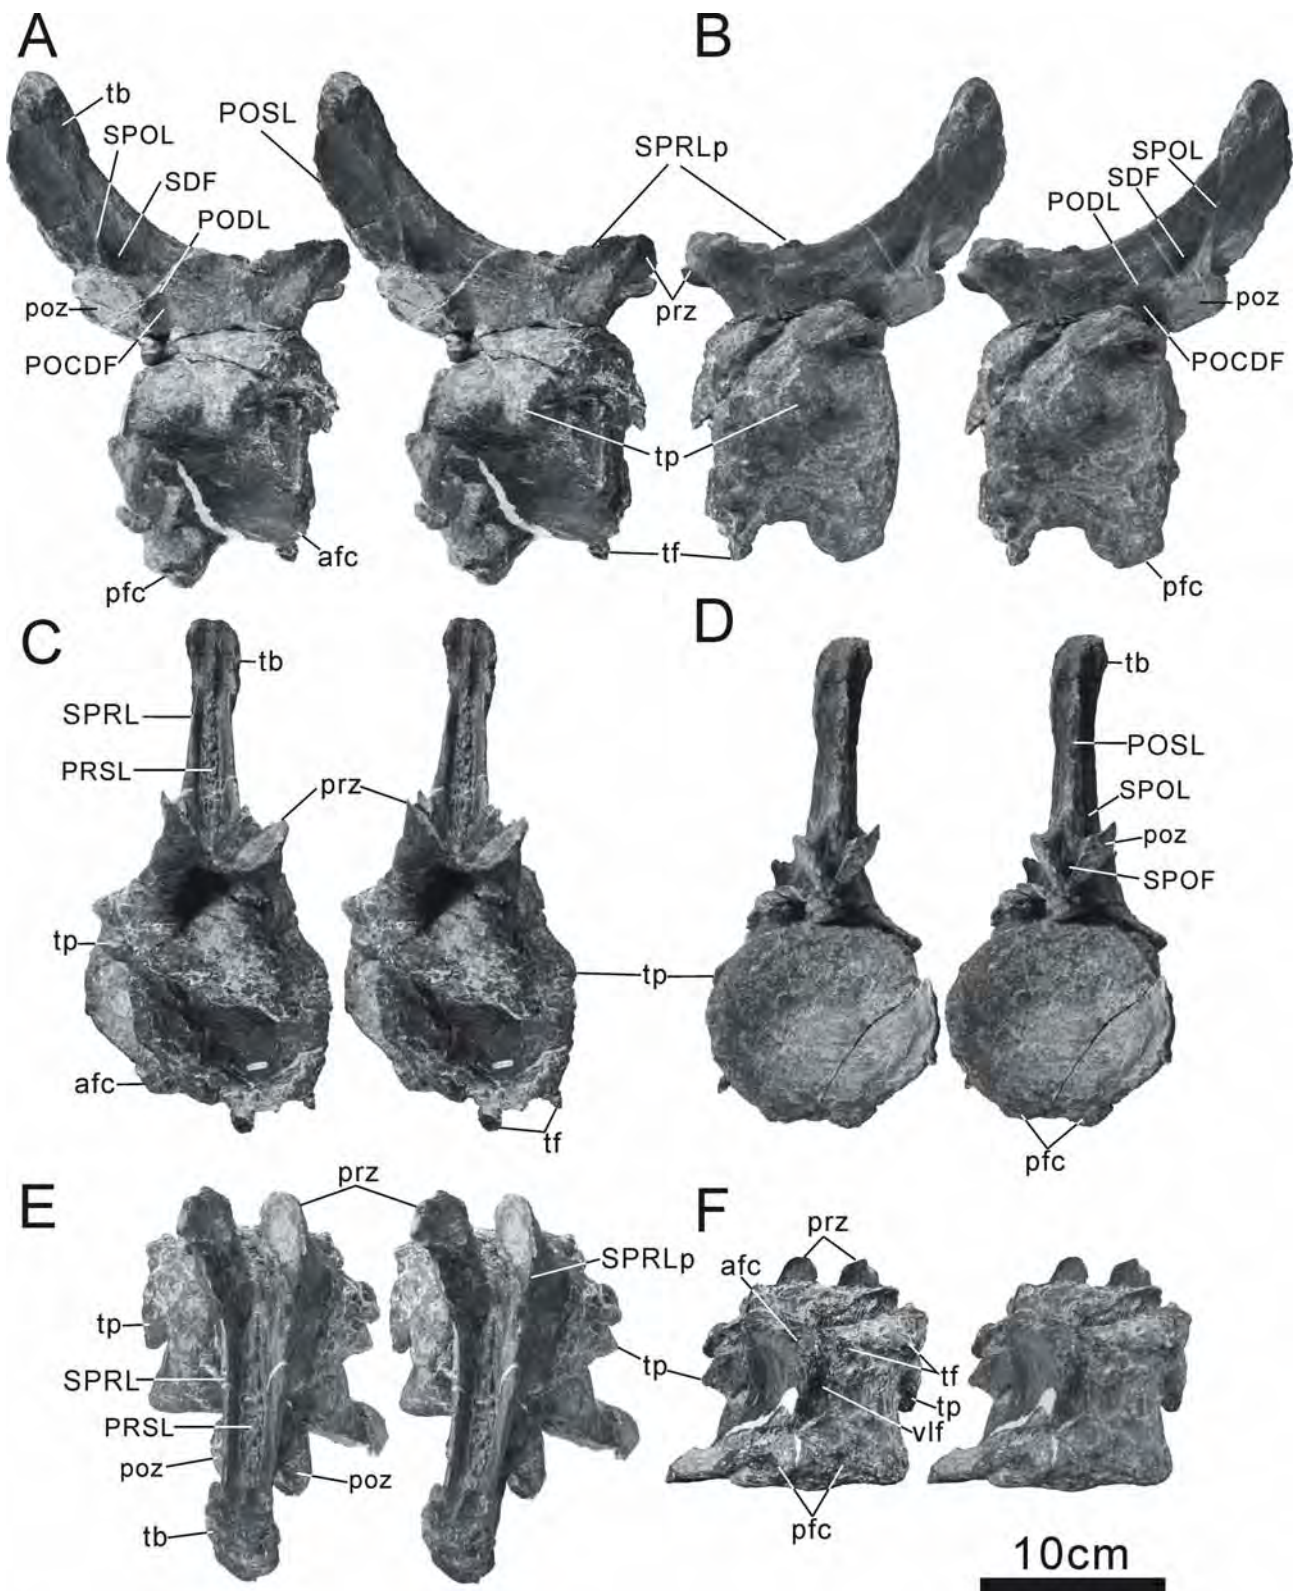 A
B
tb
SPOL
SDF
PODL
poz
POCDF
pfc
afc
POSL
SPRLp
prz
tp
tf
SPOL
SDF
PODL
poz
POCDF
pfc
C
D
tb
SPRL
PRSL
prz
tp
afc
tf
tp
tb
POSL
SPOL
poz
SPOF
pfc
E
F
prz
SPRLp
tp
SPRL
PRSL
poz
poz
tb
tp
prz
afc
tf
tp
vlf
pfc
10cm